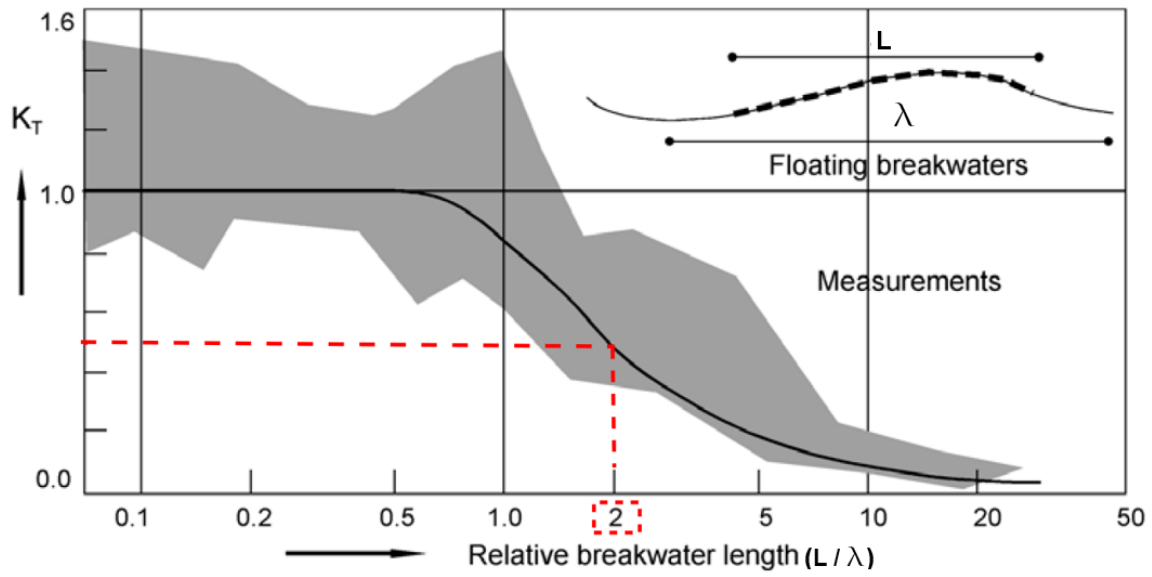 1.6
L
K_T
λ
Floating breakwaters
1.0
Measurements
0.0
0.1 0.2 0.5 1.0 2 5 10 20 50
Relative breakwater length (L / λ)